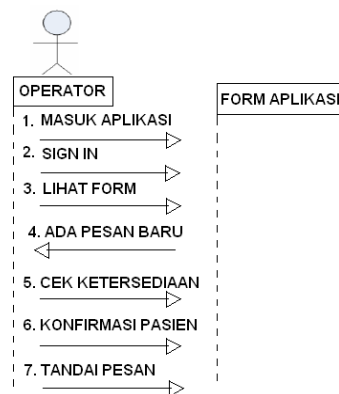 OPERATOR
FORM APLIKASI
1. MASUK APLIKASI
2. SIGN IN
3. LIHAT FORM
4. ADA PESAN BARU
5. CEK KETERSEDIAAN
6. KONFIRMASI PASIEN
7. TANDAI PESAN